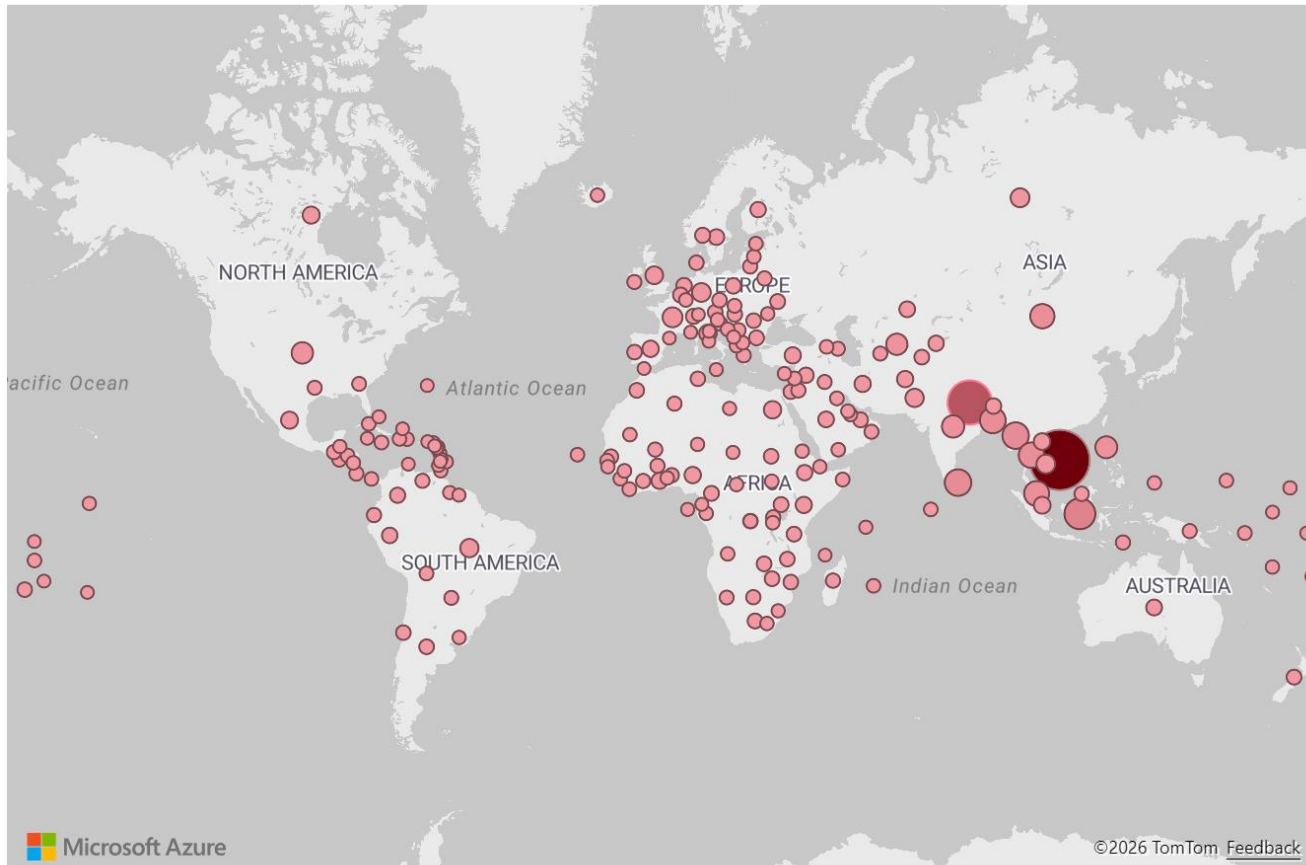 NORTH AMERICA
EUROPE
ASIA
acific Ocean
Atlantic Ocean
AFRICA
SOUTH AMERICA
Indian Ocean
AUSTRALIA
Microsoft Azure
©2026 TomTom Feedback